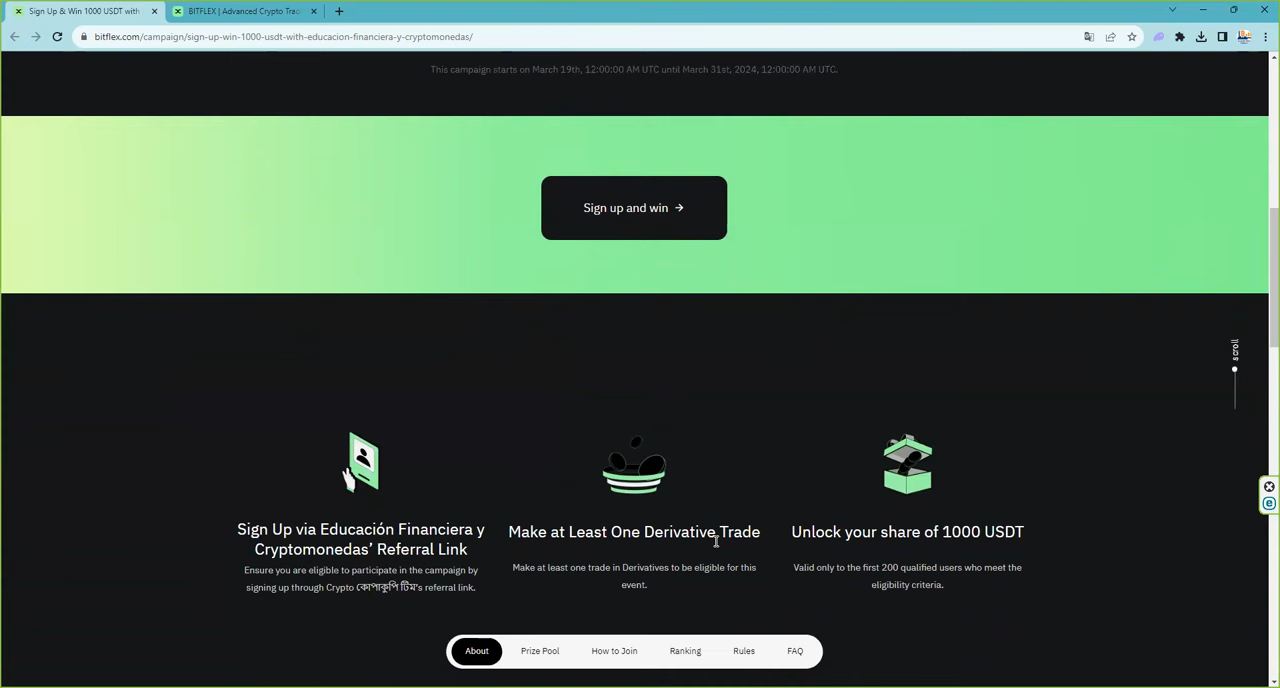 Sign Up & Win 1000 USDT with
BITFLEX | Advanced Crypto Trad
bitflex.com/campaign/sign-up-win-1000-usdt-with-educacion-financiera-y-cryptomonedas/
This campaign starts on March 19th, 12:00:00 AM UTC until March 31st, 2024, 12:00:00 AM UTC.
Sign up and win →
scroll
Sign Up via Educación Financiera y
Cryptomonedas’ Referral Link
Ensure you are eligible to participate in the campaign by
signing up through Crypto কোপাকুপি টিম's referral link.
Make at Least One Derivative Trade
Make at least one trade in Derivatives to be eligible for this
event.
Unlock your share of 1000 USDT
Valid only to the first 200 qualified users who meet the
eligibility criteria.
About Prize Pool How to Join Ranking Rules FAQ